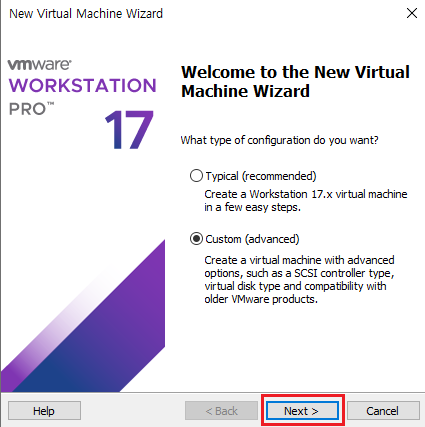 New Virtual Machine Wizard
vmware®
WORKSTATION
PRO™
17
Welcome to the New Virtual
Machine Wizard
What type of configuration do you want?
Typical (recommended)
Create a Workstation 17.x virtual machine
in a few easy steps.
Custom (advanced)
Create a virtual machine with advanced
options, such as a SCSI controller type,
virtual disk type and compatibility with
older VMware products.
Help
< Back
Next >
Cancel